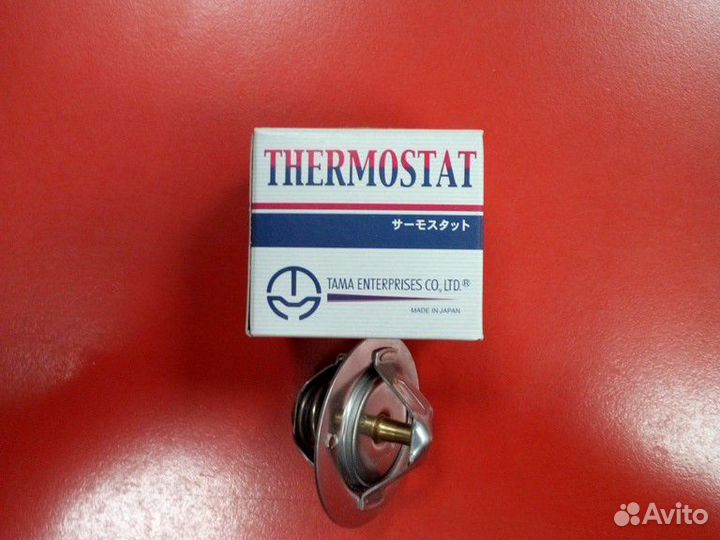 THERMOSTAT
サーモスタット
TAMA ENTERPRISES CO., LTD.®
MADE IN JAPAN
Avito